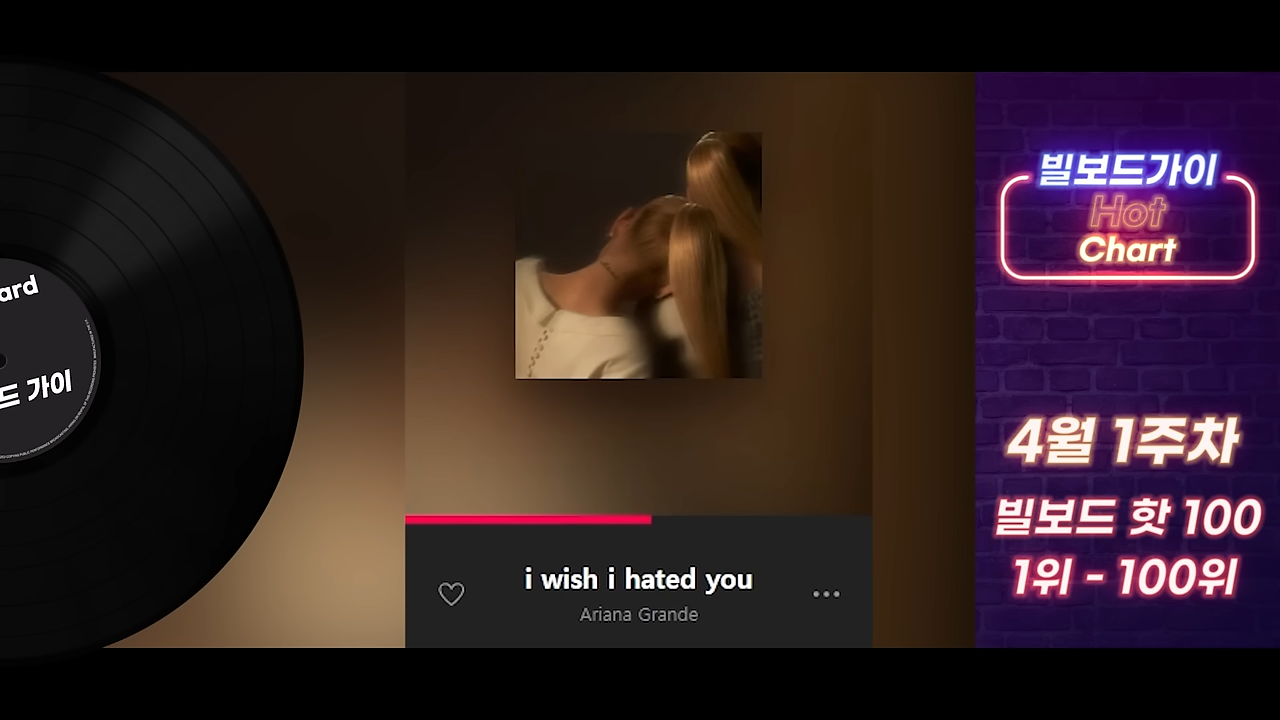 ard
드 가이
i wish i hated you
Ariana Grande
빌보드가이
Hot
Chart
4월 1주차
빌보드 핫 100
1위 - 100위